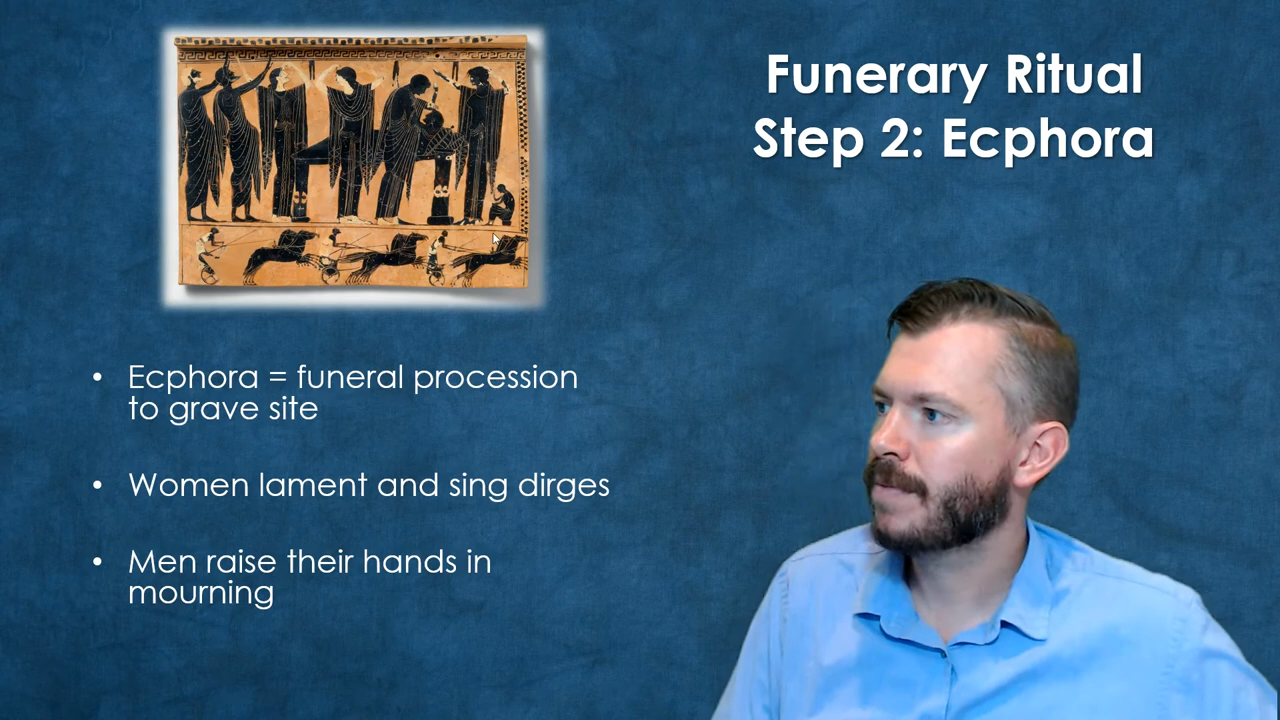 Funerary Ritual
Step 2: Ecphora
• Ecphora = funeral procession
to grave site
• Women lament and sing dirges
• Men raise their hands in
mourning